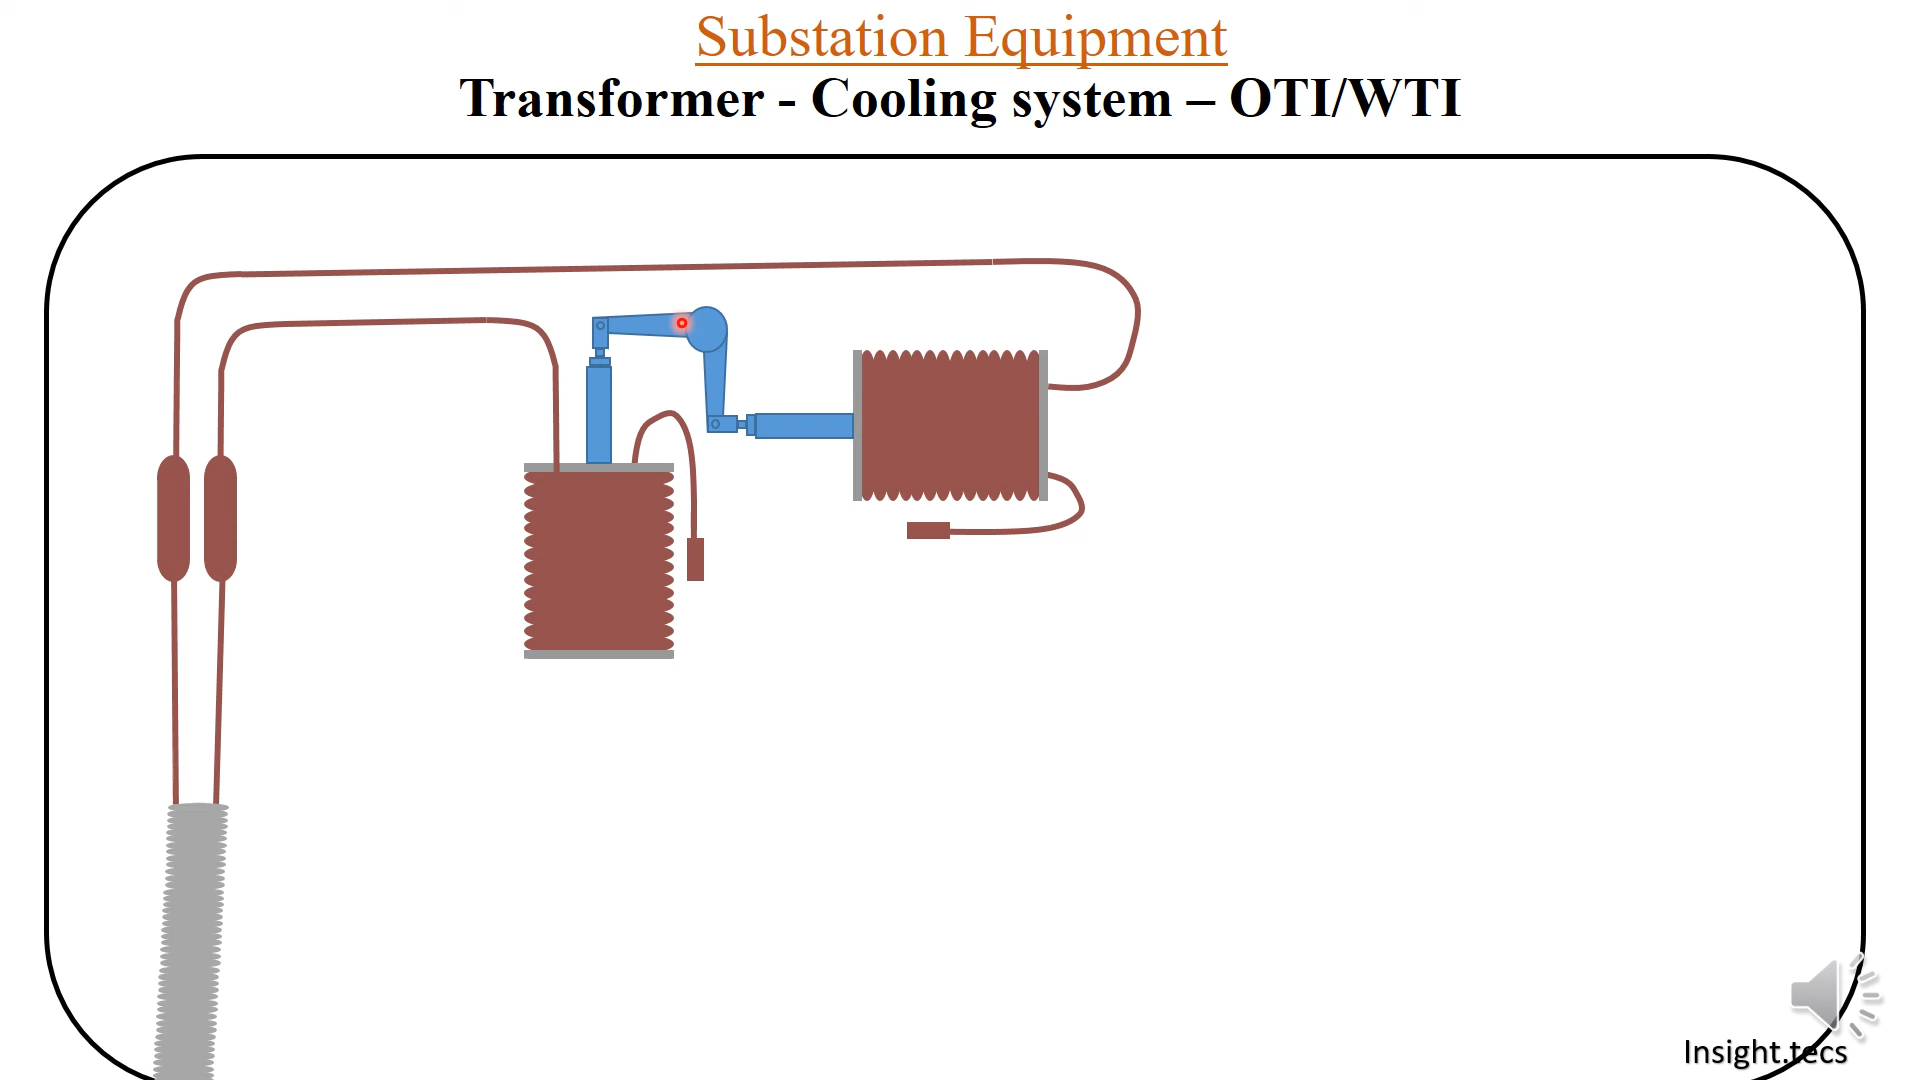 Substation Equipment
Transformer - Cooling system – OTI/WTI
Insight.tecs